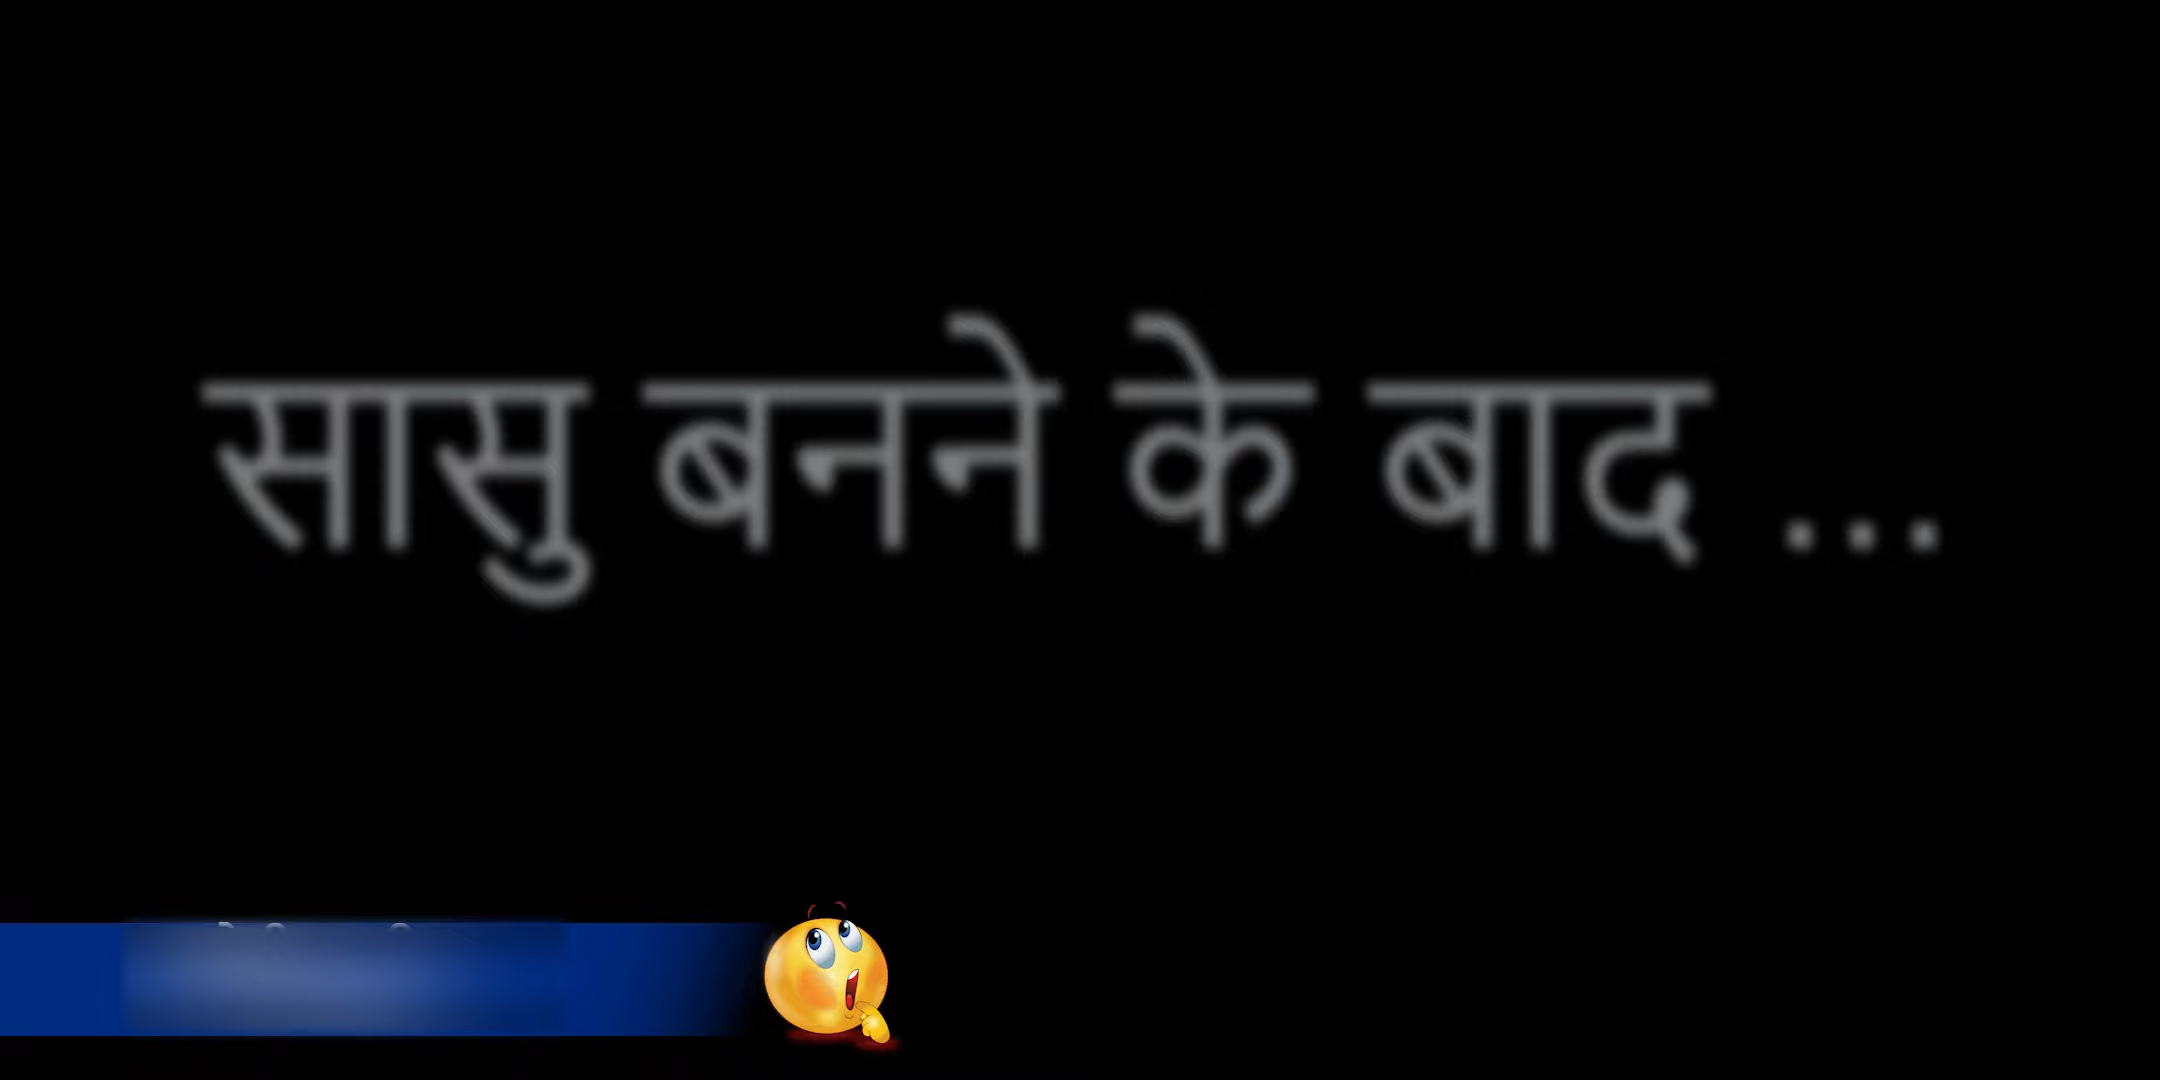 सासु बनने के बाद ...